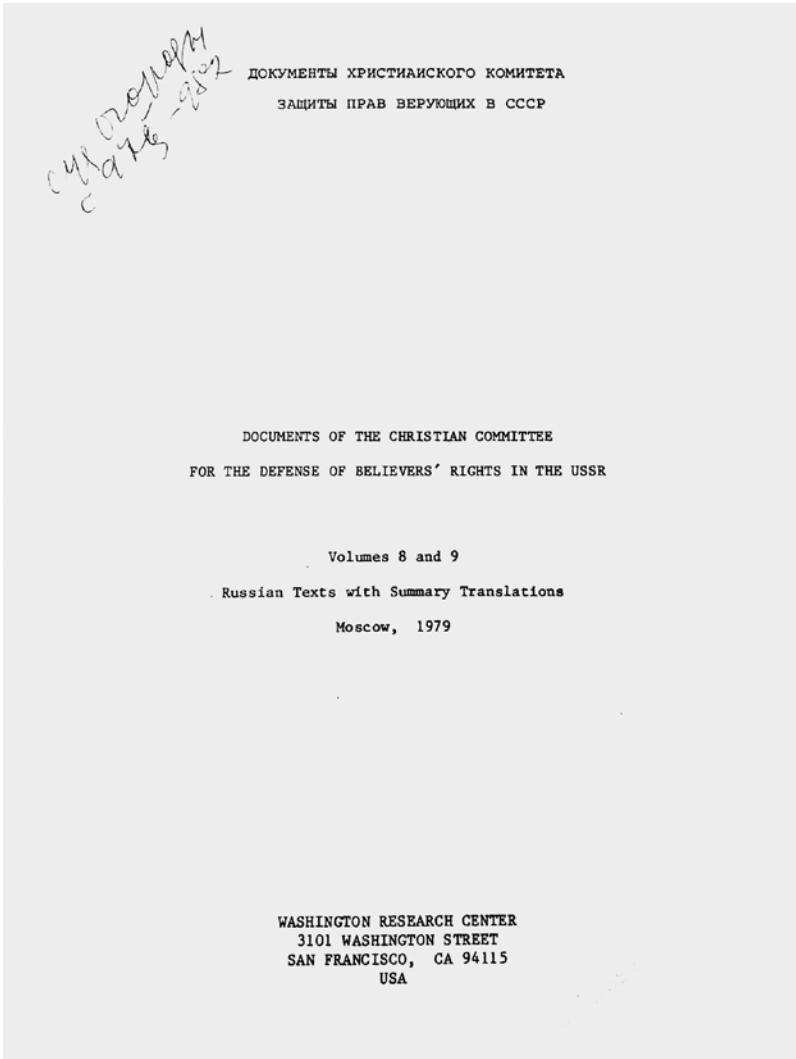 ДОКУМЕНТЫ ХРИСТИАИСКОГО КОМИТЕТА
ЗАЩИТЫ ПРАВ ВЕРУЮЩИХ В СССР
DOCUMENTS OF THE CHRISTIAN COMMITTEE
FOR THE DEFENSE OF BELIEVERS' RIGHTS IN THE USSR
Volumes 8 and 9
Russian Texts with Summary Translations
Moscow, 1979
WASHINGTON RESEARCH CENTER
3101 WASHINGTON STREET
SAN FRANCISCO, CA 94115
USA